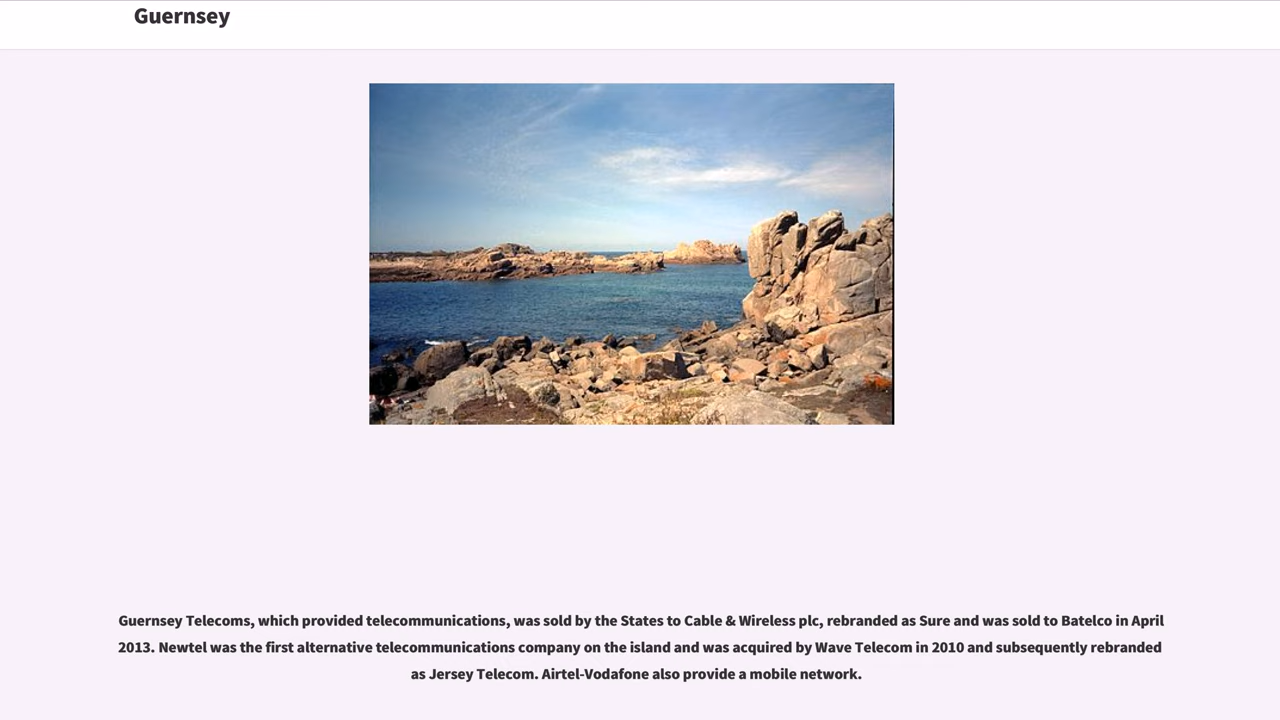 Guernsey
Guernsey Telecoms, which provided telecommunications, was sold by the States to Cable & Wireless plc, rebranded as Sure and was sold to Batelco in April
2013. Newtel was the first alternative telecommunications company on the island and was acquired by Wave Telecom in 2010 and subsequently rebranded
as Jersey Telecom. Airtel-Vodafone also provide a mobile network.